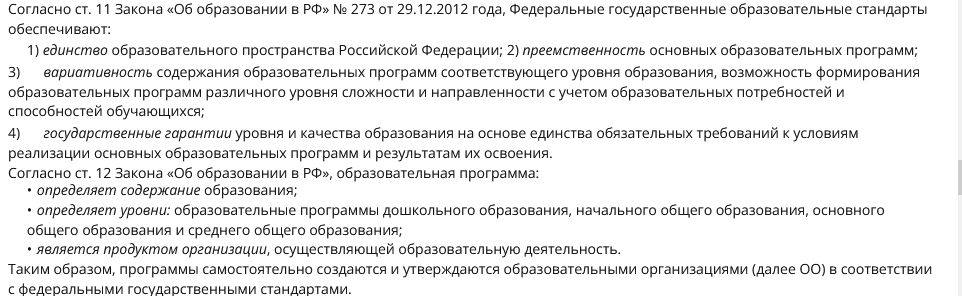 Согласно ст. 11 Закона «Об образовании в РФ» № 273 от 29.12.2012 года, Федеральные государственные образовательные стандарты
обеспечивают:
1) единство образовательного пространства Российской Федерации; 2) преемственность основных образовательных программ;
3) вариативность содержания образовательных программ соответствующего уровня образования, возможность формирования
образовательных программ различного уровня сложности и направленности с учетом образовательных потребностей и
способностей обучающихся;
4) государственные гарантии уровня и качества образования на основе единства обязательных требований к условиям
реализации основных образовательных программ и результатам их освоения.
Согласно ст. 12 Закона «Об образовании в РФ», образовательная программа:
• определяет содержание образования;
• определяет уровни: образовательные программы дошкольного образования, начального общего образования, основного
общего образования и среднего общего образования;
• является продуктом организации, осуществляющей образовательную деятельность.
Таким образом, программы самостоятельно создаются и утверждаются образовательными организациями (далее ОО) в соответствии
с федеральными государственными стандартами.